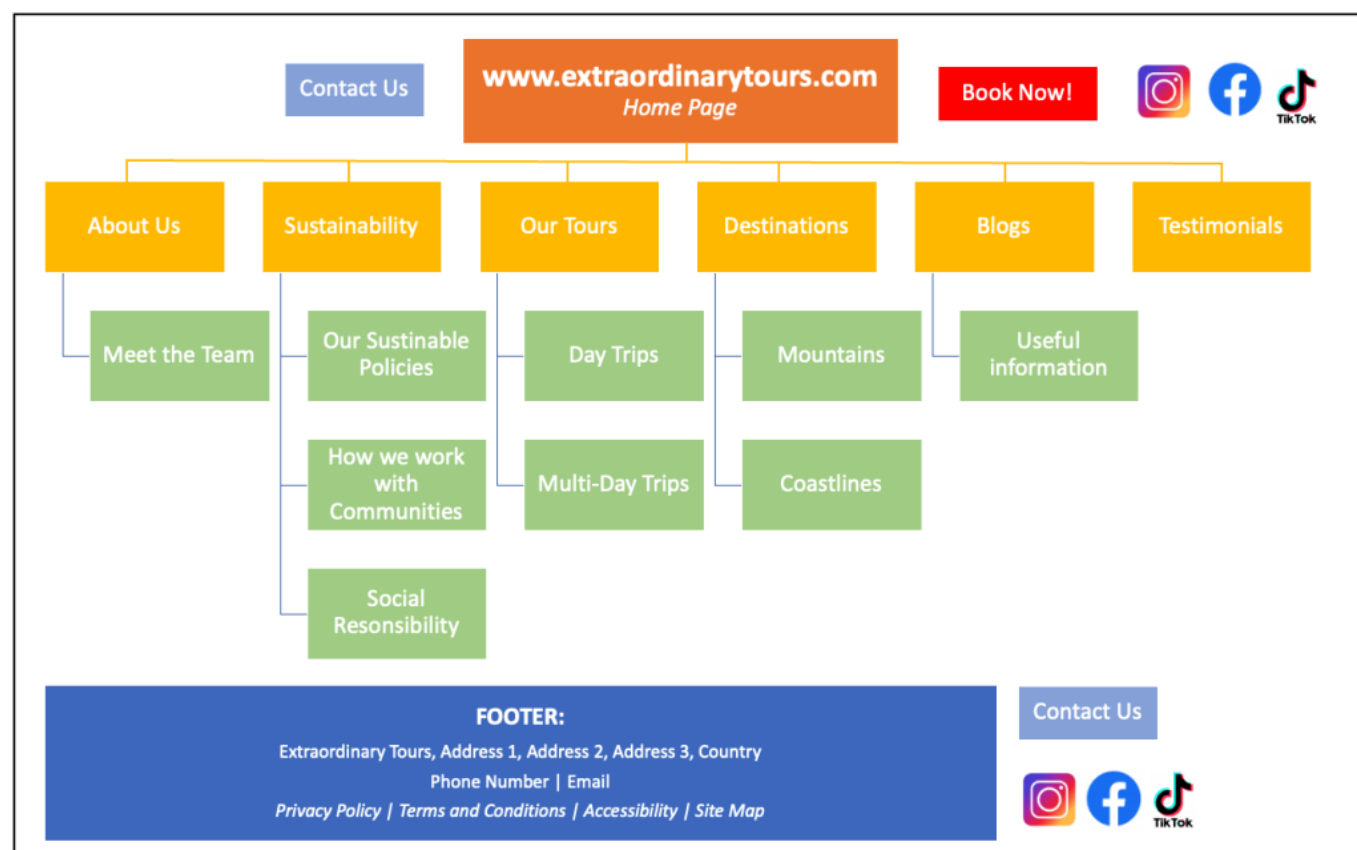 Contact Us
www.extraordinarytours.com
Home Page
Book Now!
TikTok
About Us
Sustainability
Our Tours
Destinations
Blogs
Testimonials
Meet the Team
Our Sustinable
Policies
Day Trips
Mountains
Useful
information
How we work
with
Communities
Multi-Day Trips
Coastlines
Social
Resonsibility
FOOTER:
Extraordinary Tours, Address 1, Address 2, Address 3, Country
Phone Number | Email
Privacy Policy | Terms and Conditions | Accessibility | Site Map
Contact Us
TikTok